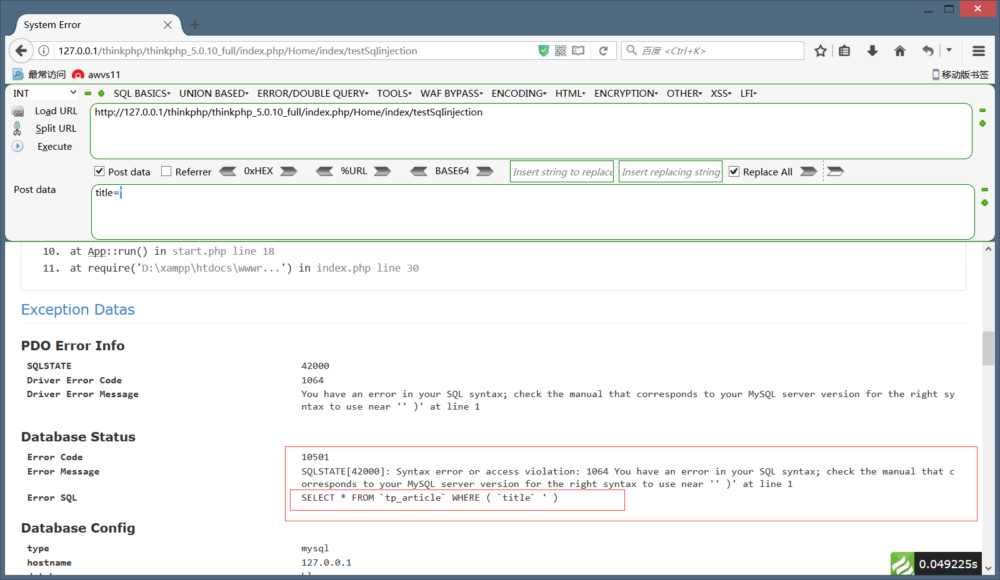 System Error
127.0.0.1/thinkphp/thinkphp_5.0.10_full/index.php/Home/index/testSqlinjection
百度 <Ctrl+K>
最常访问 awvs11 移动版书签
INT SQL BASICS UNION BASED ERROR/DOUBLE QUERY TOOLS WAF BYPASS ENCODING HTML ENCRYPTION OTHER XSS LFI
Load URL
http://127.0.0.1/thinkphp/thinkphp_5.0.10_full/index.php/Home/index/testSqlinjection
Split URL
Execute
Post data Referrer 0xHEX %URL BASE64 Insert string to replace Insert replacing string Replace All
Post data
title='
10. at App::run() in start.php line 18
11. at require('D:\xampp\htdocs\wwwr...') in index.php line 30
Exception Datas
PDO Error Info
SQLSTATE 42000
Driver Error Code 1064
Driver Error Message You have an error in your SQL syntax; check the manual that corresponds to your MySQL server version for the right sy
ntax to use near '' )' at line 1
Database Status
Error Code 10501
Error Message SQLSTATE[42000]: Syntax error or access violation: 1064 You have an error in your SQL syntax; check the manual that c
orresponds to your MySQL server version for the right syntax to use near '' )' at line 1
Error SQL SELECT * FROM `tp_article` WHERE ( `title` ' )
Database Config
type mysql
hostname 127.0.0.1
0.049225s